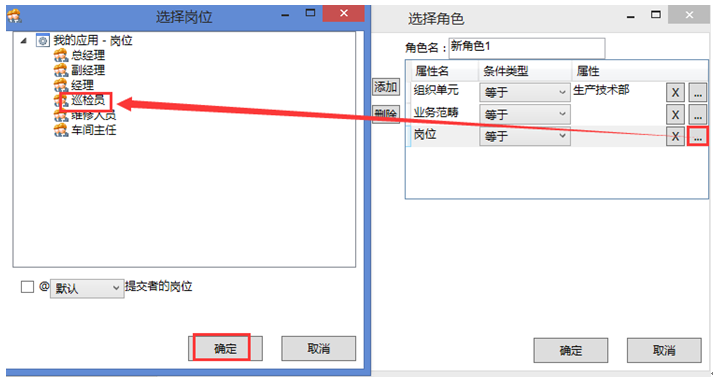 选择岗位
我的应用 - 岗位
总经理
副经理
经理
巡检员
维修人员
车间主任
@ 默认 提交者的岗位
确定 取消
选择角色
角色名： 新角色1
添加
删除
属性名 条件类型 属性
组织单元 等于 生产技术部 X ...
业务范畴 等于 X ...
岗位 等于 X ...
确定 取消